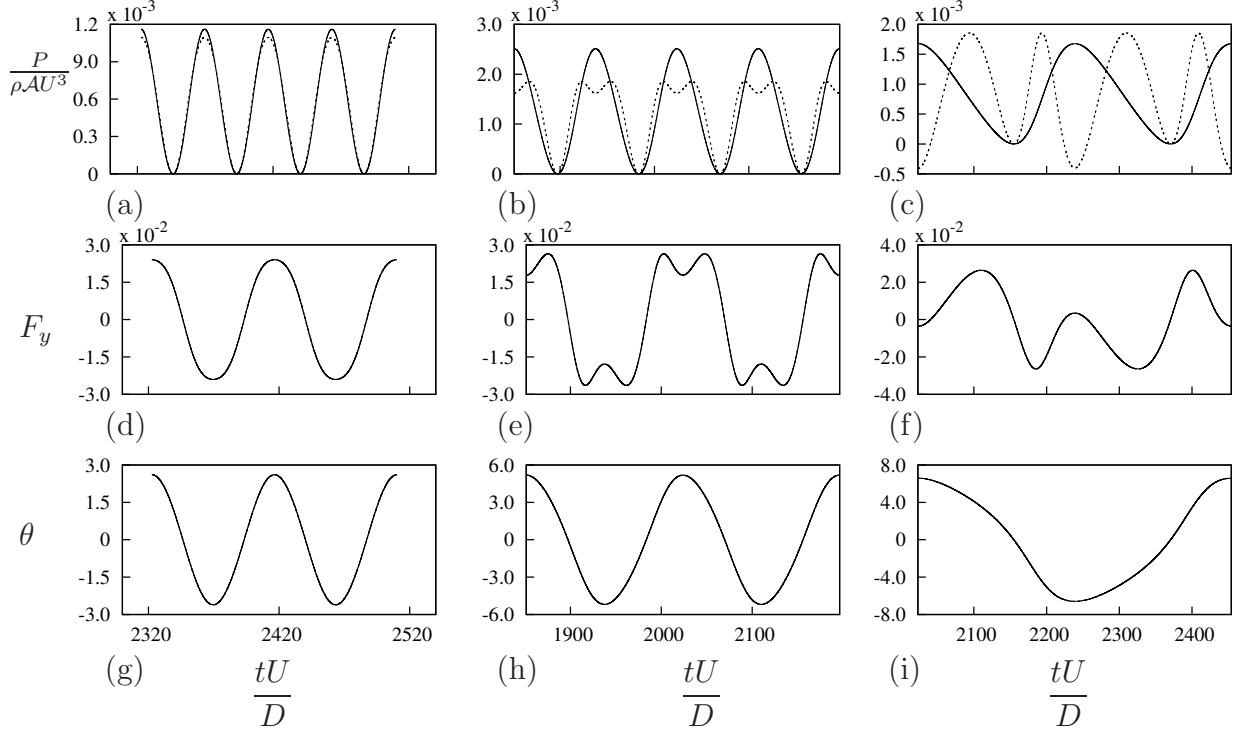 x 10-3
1.2
9.0
0.6
0.3
0
P
ρAU3
(a)
x 10-3
3.0
2.0
1.0
0
(b)
x 10-3
2.0
1.5
1.0
0.5
0
-0.5
(c)
x 10-2
3.0
1.5
0
-1.5
-3.0
Fy
(d)
x 10-2
3.0
1.5
0
-1.5
-3.0
(e)
x 10-2
4.0
2.0
0
-2.0
-4.0
(f)
3.0
1.5
0
-1.5
-3.0
θ
2320 2420 2520
(g)
tU
D
6.0
3.0
0
-3.0
-6.0
1900 2000 2100
(h)
tU
D
8.0
4.0
0
-4.0
-8.0
2100 2200 2300 2400
(i)
tU
D